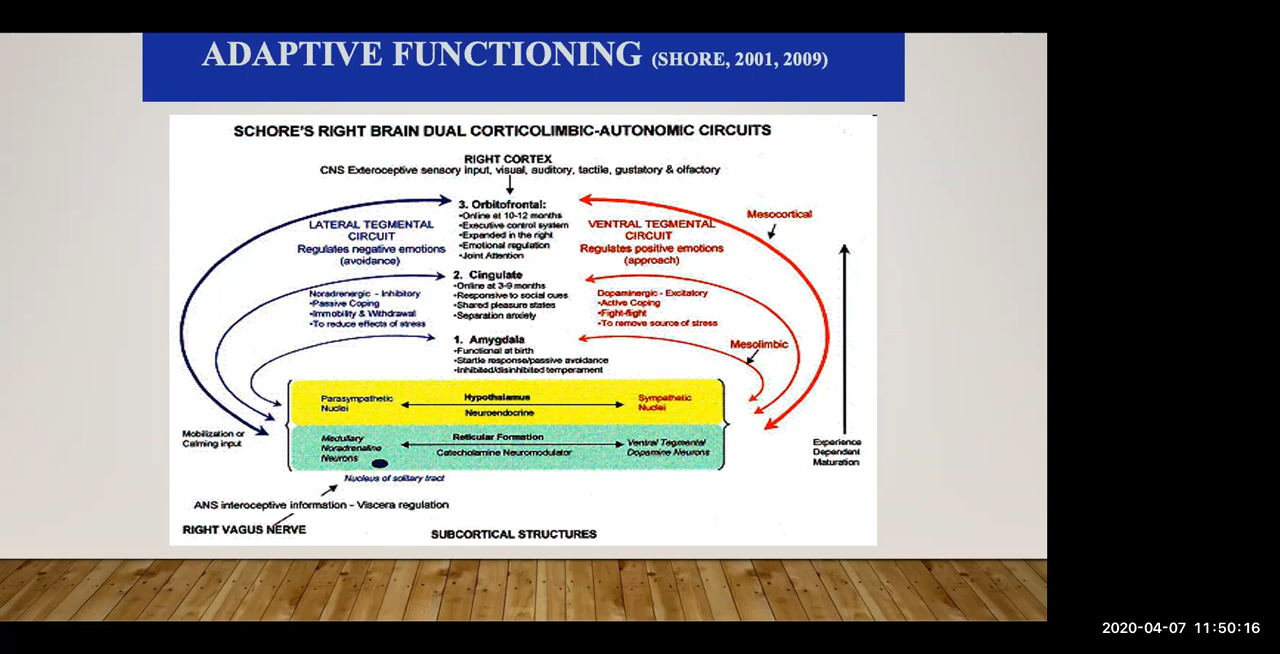 ADAPTIVE FUNCTIONING (SHORE, 2001, 2009)
SCHORE'S RIGHT BRAIN DUAL CORTICOLIMBIC-AUTONOMIC CIRCUITS
RIGHT CORTEX
CNS Exteroceptive sensory input, visual, auditory, tactile, gustatory & olfactory
3. Orbitofrontal:
•Online at 10-12 months
•Executive control system
•Expanded in the right
•Emotional regulation
•Joint Attention
LATERAL TEGMENTAL
CIRCUIT
Regulates negative emotions
(avoidance)
VENTRAL TEGMENTAL
CIRCUIT
Regulates positive emotions
(approach)
Mesocortical
2. Cingulate
•Online at 3-9 months
•Responsive to social cues
•Shared pleasure states
•Separation anxiety
Noradrenergic - Inhibitory
•Passive Coping
•Immobility & Withdrawal
•To reduce effects of stress
Dopaminergic - Excitatory
•Active Coping
•Fight-flight
•To remove source of stress
1. Amygdala
•Functional at birth
•Startle response/passive avoidance
•Inhibited/disinhibited temperament
Mesolimbic
Parasympathetic
Nuclei
Hypothalamus
Neuroendocrine
Sympathetic
Nuclei
Mobilization or
Calming input
Medullary
Noradrenaline
Neurons
Reticular Formation
Catecholamine Neuromodulator
Ventral Tegmental
Dopamine Neurons
Experience
Dependent
Maturation
Nucleus of solitary tract
ANS interoceptive information - Viscera regulation
RIGHT VAGUS NERVE
SUBCORTICAL STRUCTURES
2020-04-07 11:50:16